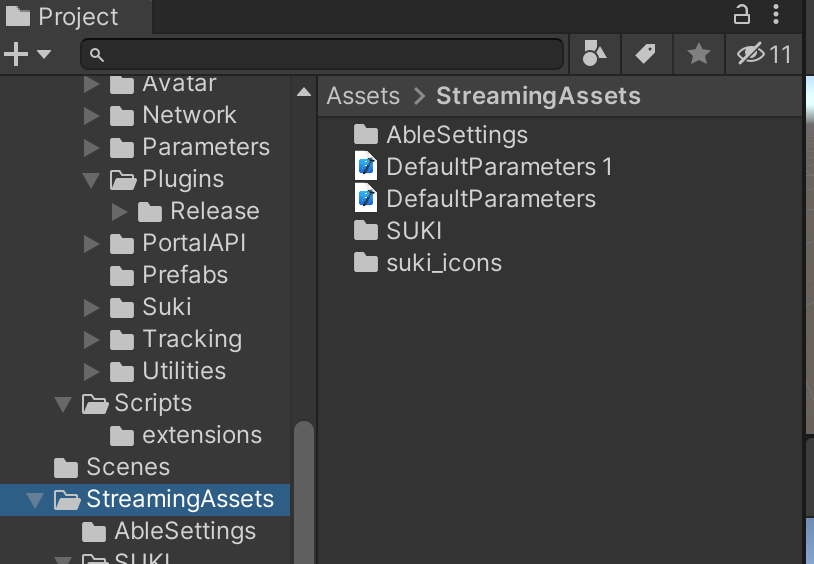 Project
11
Avatar
Network
Parameters
Plugins
Release
PortalAPI
Prefabs
Suki
Tracking
Utilities
Scripts
extensions
Scenes
StreamingAssets
AbleSettings
SUKI
Assets > StreamingAssets
AbleSettings
DefaultParameters 1
DefaultParameters
SUKI
suki_icons